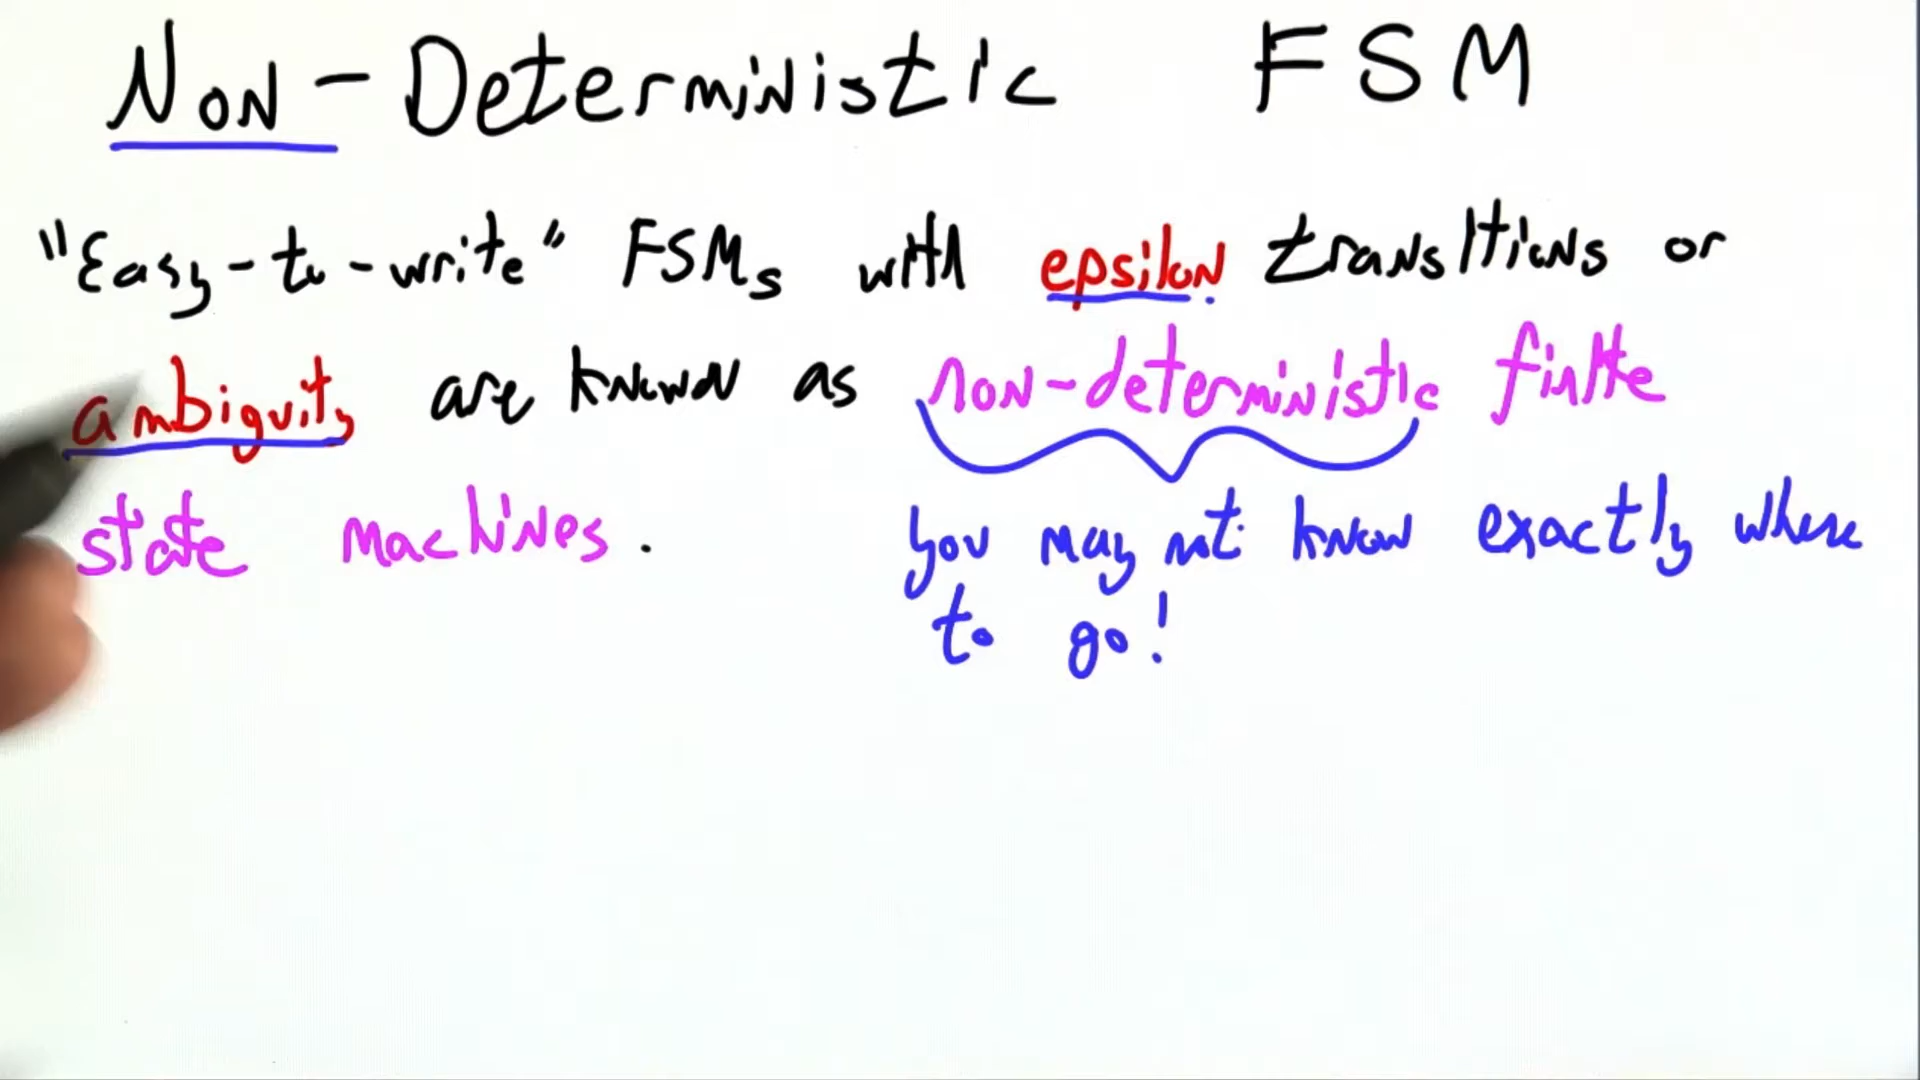 Non-Deterministic FSM
"Easy-to-write" FSMs with epsilon transitions or
ambiguity are known as non-deterministic finite
state machines.
you may not know exactly where
to go!